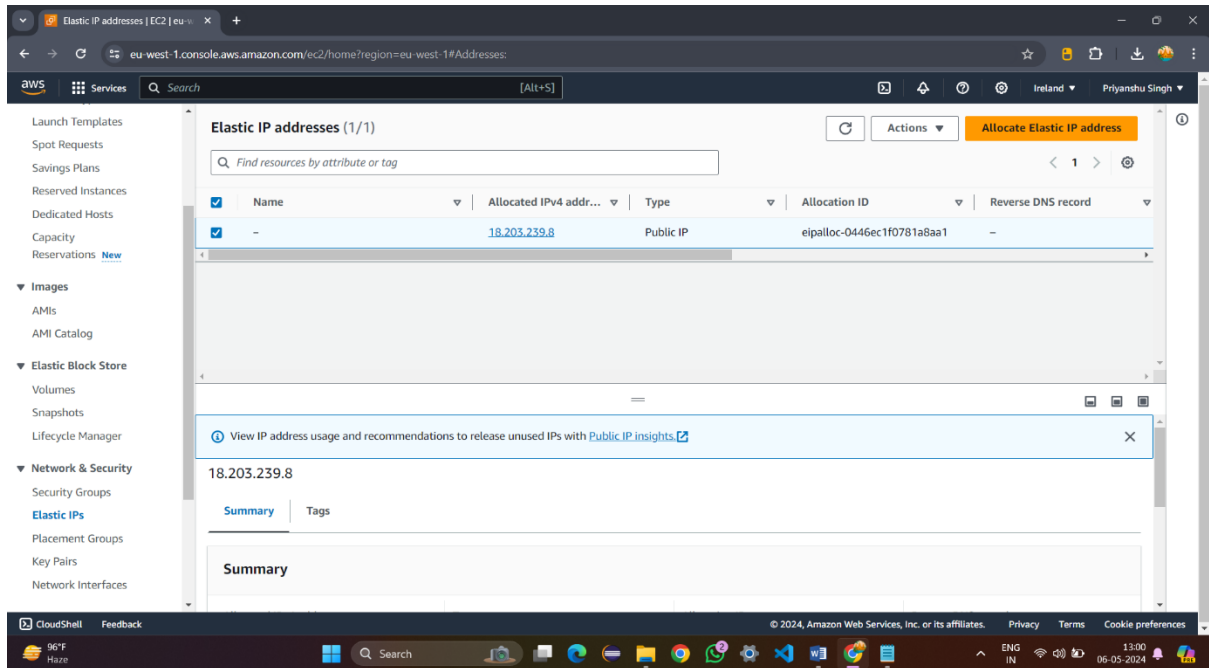 Elastic IP addresses | EC2 | eu-w
eu-west-1.console.aws.amazon.com/ec2/home?region=eu-west-1#Addresses:
aws Services Search [Alt+S] Ireland Priyanshu Singh
Launch Templates
Spot Requests
Savings Plans
Reserved Instances
Dedicated Hosts
Capacity
Reservations New
Images
AMIs
AMI Catalog
Elastic Block Store
Volumes
Snapshots
Lifecycle Manager
Network & Security
Security Groups
Elastic IPs
Placement Groups
Key Pairs
Network Interfaces
Elastic IP addresses (1/1) Actions Allocate Elastic IP address
Find resources by attribute or tag 1
Name Allocated IPv4 addr... Type Allocation ID Reverse DNS record
– 18.203.239.8 Public IP eipalloc-0446ec1f0781a8aa1 –
View IP address usage and recommendations to release unused IPs with Public IP insights.
18.203.239.8
Summary Tags
Summary
CloudShell Feedback © 2024, Amazon Web Services, Inc. or its affiliates. Privacy Terms Cookie preferences
96°F
Haze
Search
ENG
IN
13:00
06-05-2024